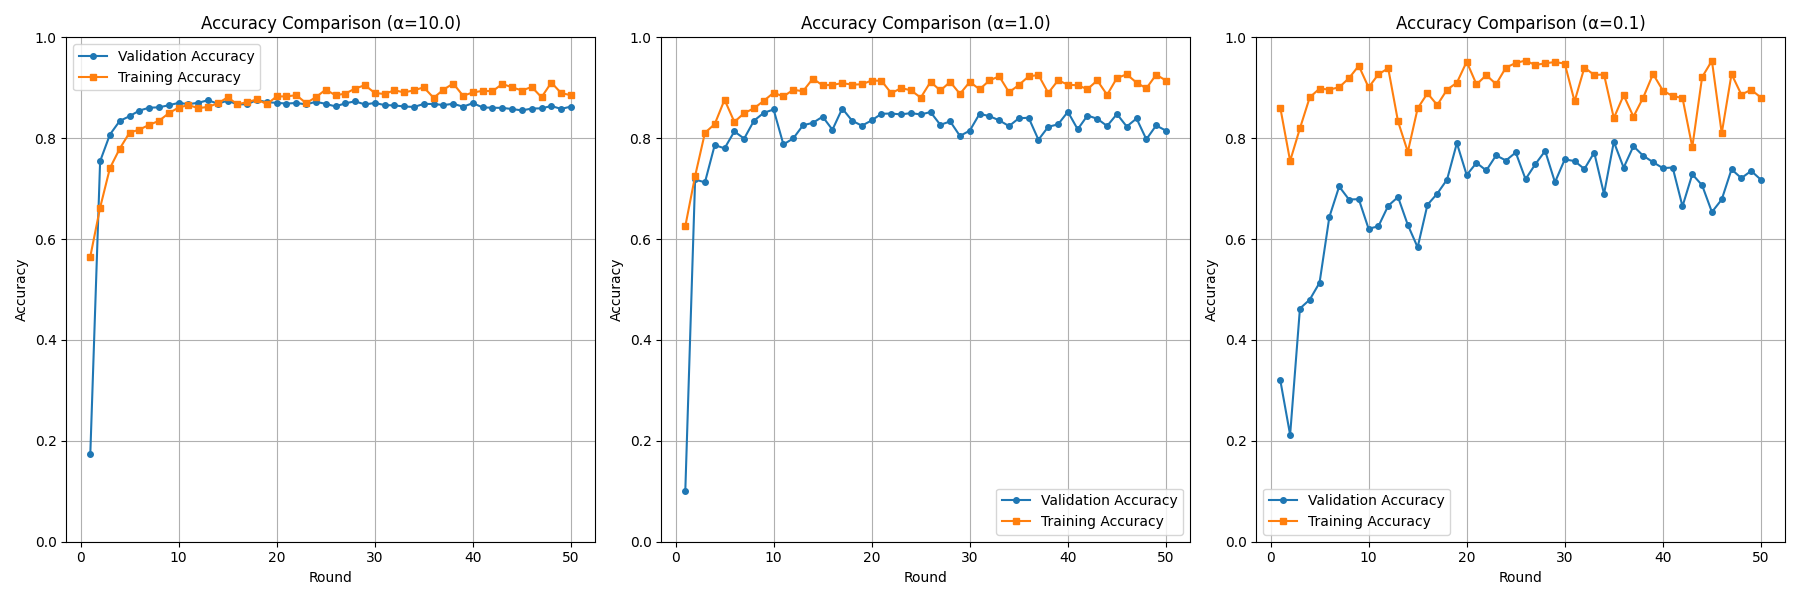 Accuracy Comparison (α=10.0)
Validation Accuracy
Training Accuracy
1.0
0.8
0.6
0.4
0.2
0.0
Accuracy
0 10 20 30 40 50
Round
Accuracy Comparison (α=1.0)
1.0
0.8
0.6
0.4
0.2
0.0
Accuracy
Validation Accuracy
Training Accuracy
0 10 20 30 40 50
Round
Accuracy Comparison (α=0.1)
1.0
0.8
0.6
0.4
0.2
0.0
Accuracy
Validation Accuracy
Training Accuracy
0 10 20 30 40 50
Round